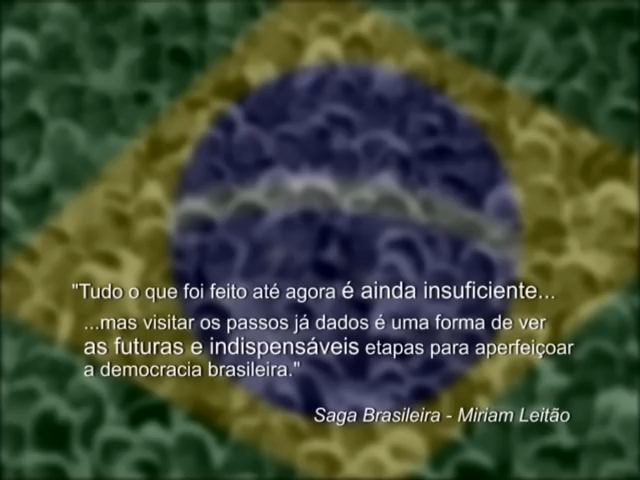 "Tudo o que foi feito até agora é ainda insuficiente...
...mas visitar os passos já dados é uma forma de ver
as futuras e indispensáveis etapas para aperfeiçoar
a democracia brasileira."
Saga Brasileira - Miriam Leitão